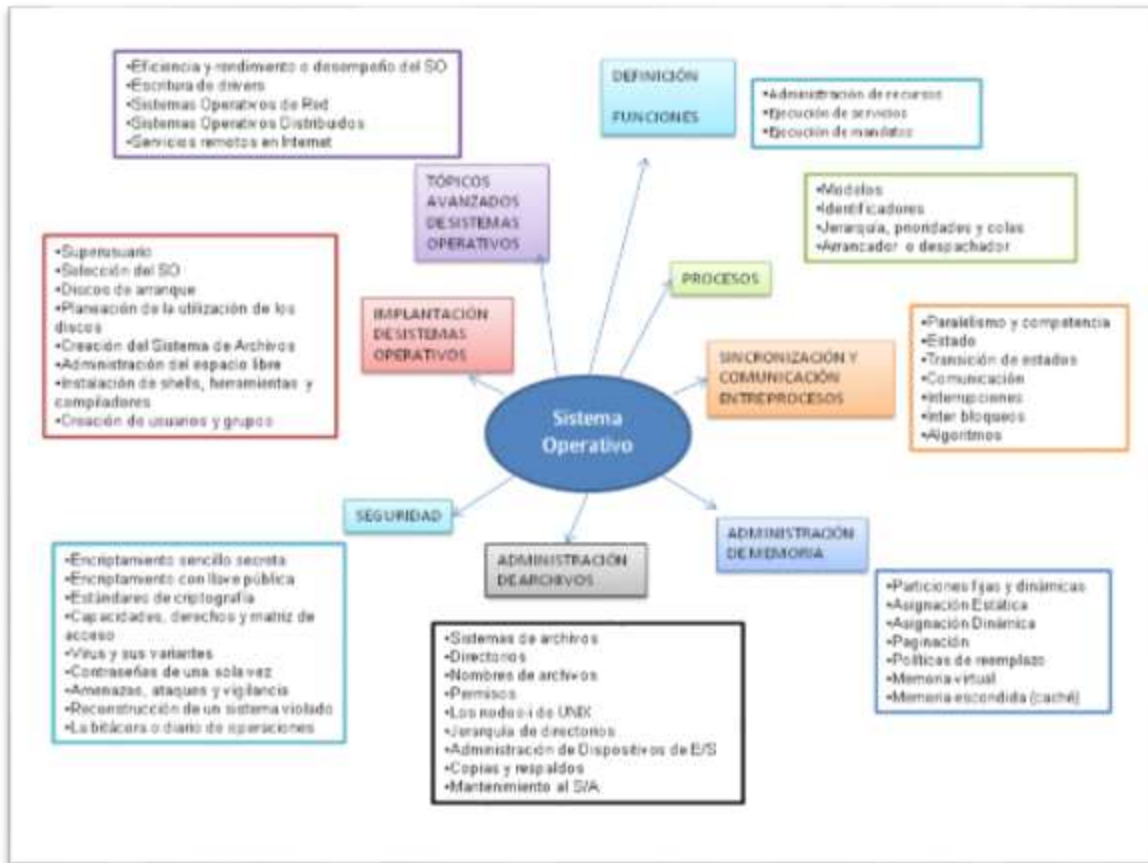 •Eficiencia y rendimiento o desempeño del SO
•Escritura de drivers
•Sistemas Operativos de Red
•Sistemas Operativos Distribuidos
•Servicios remotos en Internet
TÓPICOS
AVANZADOS
DE SISTEMAS
OPERATIVOS
DEFINICIÓN
FUNCIONES
•Administración de recursos
•Ejecución de servicios
•Ejecución de mandatos
•Modelos
•Identificadores
•Jerarquía, prioridades y colas
•Arrancador o despachador
PROCESOS
•Superusuario
•Selección del SO
•Discos de arranque
•Planeación de la utilización de los
discos
•Creación del Sistema de Archivos
•Administración del espacio libre
•Instalación de shells, herramientas y
compiladores
•Creación de usuarios y grupos
IMPLANTACIÓN
DE SISTEMAS
OPERATIVOS
SINCRONIZACIÓN Y
COMUNICACIÓN
ENTREPROCESOS
•Paralelismo y competencia
•Estado
•Transición de estados
•Comunicación
•Interrupciones
•Inter bloqueos
•Algoritmos
Sistema
Operativo
SEGURIDAD
•Encriptamiento sencillo secreta
•Encriptamiento con llave pública
•Estándares de criptografía
•Capacidades, derechos y matriz de
acceso
•Virus y sus variantes
•Contraseñas de una sola vez
•Amenazas, ataques y vigilancia
•Reconstrucción de un sistema violado
•La bitácora o diario de operaciones
ADMINISTRACIÓN
DE ARCHIVOS
•Sistemas de archivos
•Directorios
•Nombres de archivos
•Permisos
•Los nodos-i de UNIX
•Jerarquía de directorios
•Administración de Dispositivos de E/S
•Copias y respaldos
•Mantenimiento al S/A
ADMINISTRACIÓN
DE MEMORIA
•Particiones fijas y dinámicas
•Asignación Estática
•Asignación Dinámica
•Paginación
•Políticas de reemplazo
•Memoria virtual
•Memoria escondida (caché)